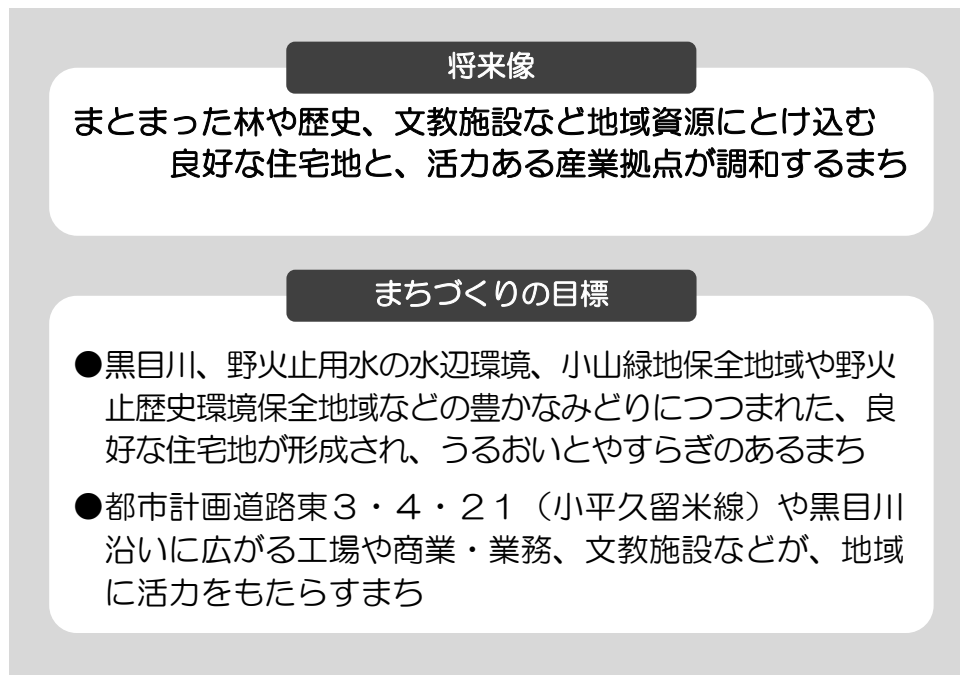 将来像
まとまった林や歴史、文教施設など地域資源にとけ込む
良好な住宅地と、活力ある産業拠点が調和するまち
まちづくりの目標
●黒目川、野火止用水の水辺環境、小山緑地保全地域や野火
止歴史環境保全地域などの豊かなみどりにつつまれた、良
好な住宅地が形成され、うるおいとやすらぎのあるまち
●都市計画道路東３・４・２１（小平久留米線）や黒目川
沿いに広がる工場や商業・業務、文教施設などが、地域
に活力をもたらすまち